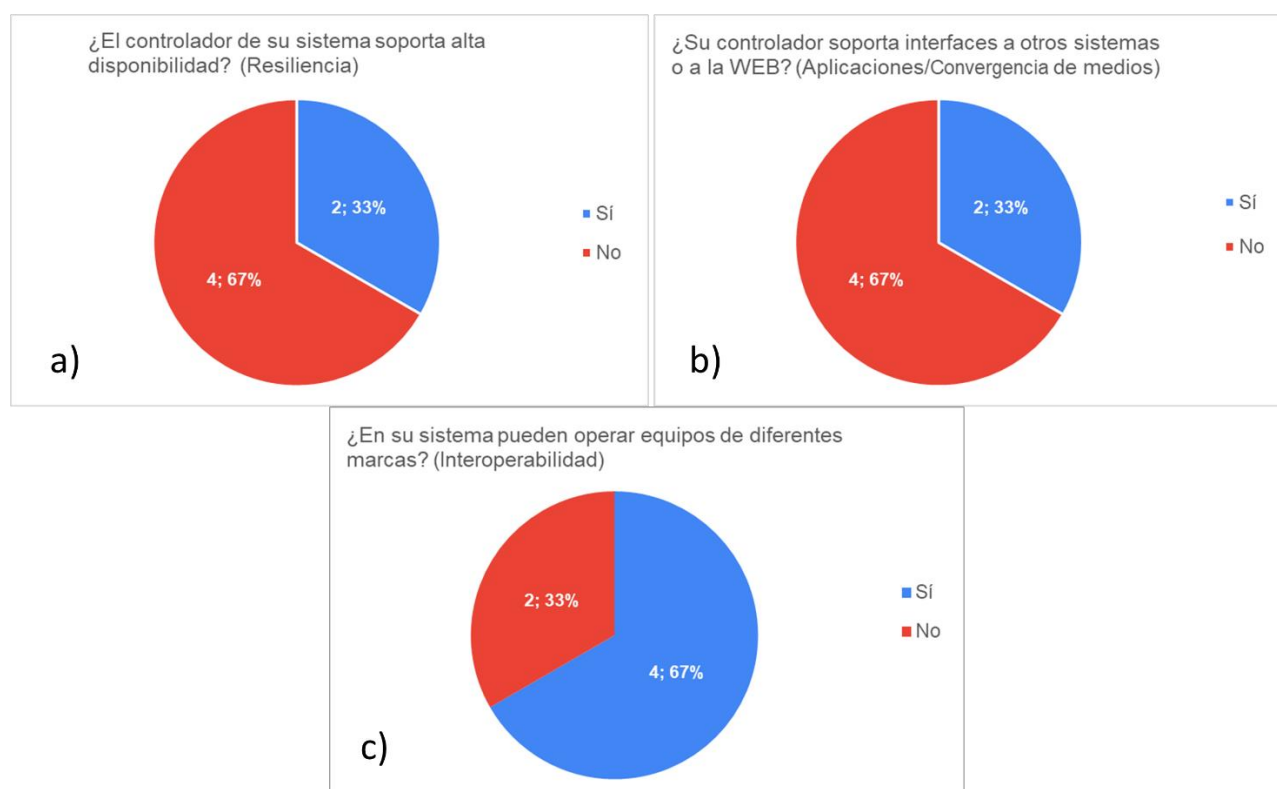 ¿El controlador de su sistema soporta alta
disponibilidad? (Resiliencia)
2; 33%
4; 67%
Sí
No
a)
¿Su controlador soporta interfaces a otros sistemas
o a la WEB? (Aplicaciones/Convergencia de medios)
2; 33%
4; 67%
Sí
No
b)
¿En su sistema pueden operar equipos de diferentes
marcas? (Interoperabilidad)
2; 33%
4; 67%
Sí
No
c)